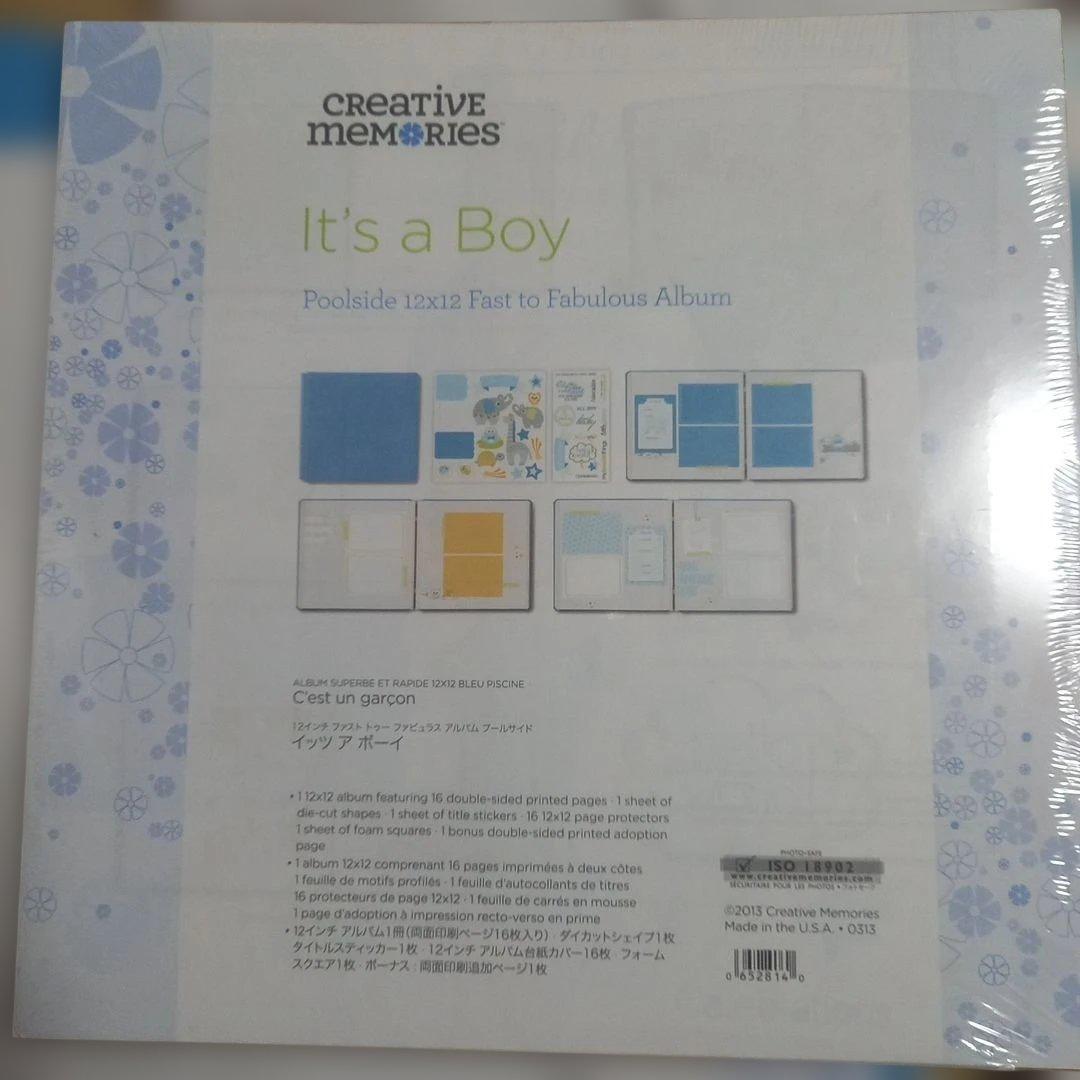 CREATIVE
MEMORIES
It's a Boy
Poolside 12x12 Fast to Fabulous Album
ALBUM SUPERBE ET RAPIDE 12X12 BLEU PISCINE
C'est un garçon
12インチ ファスト トゥー ファビュラス アルバム プールサイド
イッツ ア ボーイ
• 1 12x12 album featuring 16 double-sided printed pages · 1 sheet of
die-cut shapes · 1 sheet of title stickers · 16 12x12 page protectors
1 sheet of foam squares · 1 bonus double-sided printed adoption
page
• 1 album 12x12 comprenant 16 pages imprimées à deux côtes
1 feuille de motifs profilés · 1 feuille d'autocollants de titres
16 protecteurs de page 12x12 · 1 feuille de carrés en mousse
1 page d'adoption à impression recto-verso en prime
• 12インチ アルバム1冊(両面印刷ページ16枚入り) · ダイカットシェイプ1枚
タイトルステッカー1枚 · 12インチ アルバム台紙カバー16枚 · フォーム
スクエア1枚 · ボーナス : 両面印刷追加ページ1枚
PHOTO-SAFE
ISO 18902
www.creativememories.com
SÉCURITAIRE POUR LES PHOTOS • フォトセーフ
©2013 Creative Memories
Made in the U.S.A. • 0313
0 652814 0